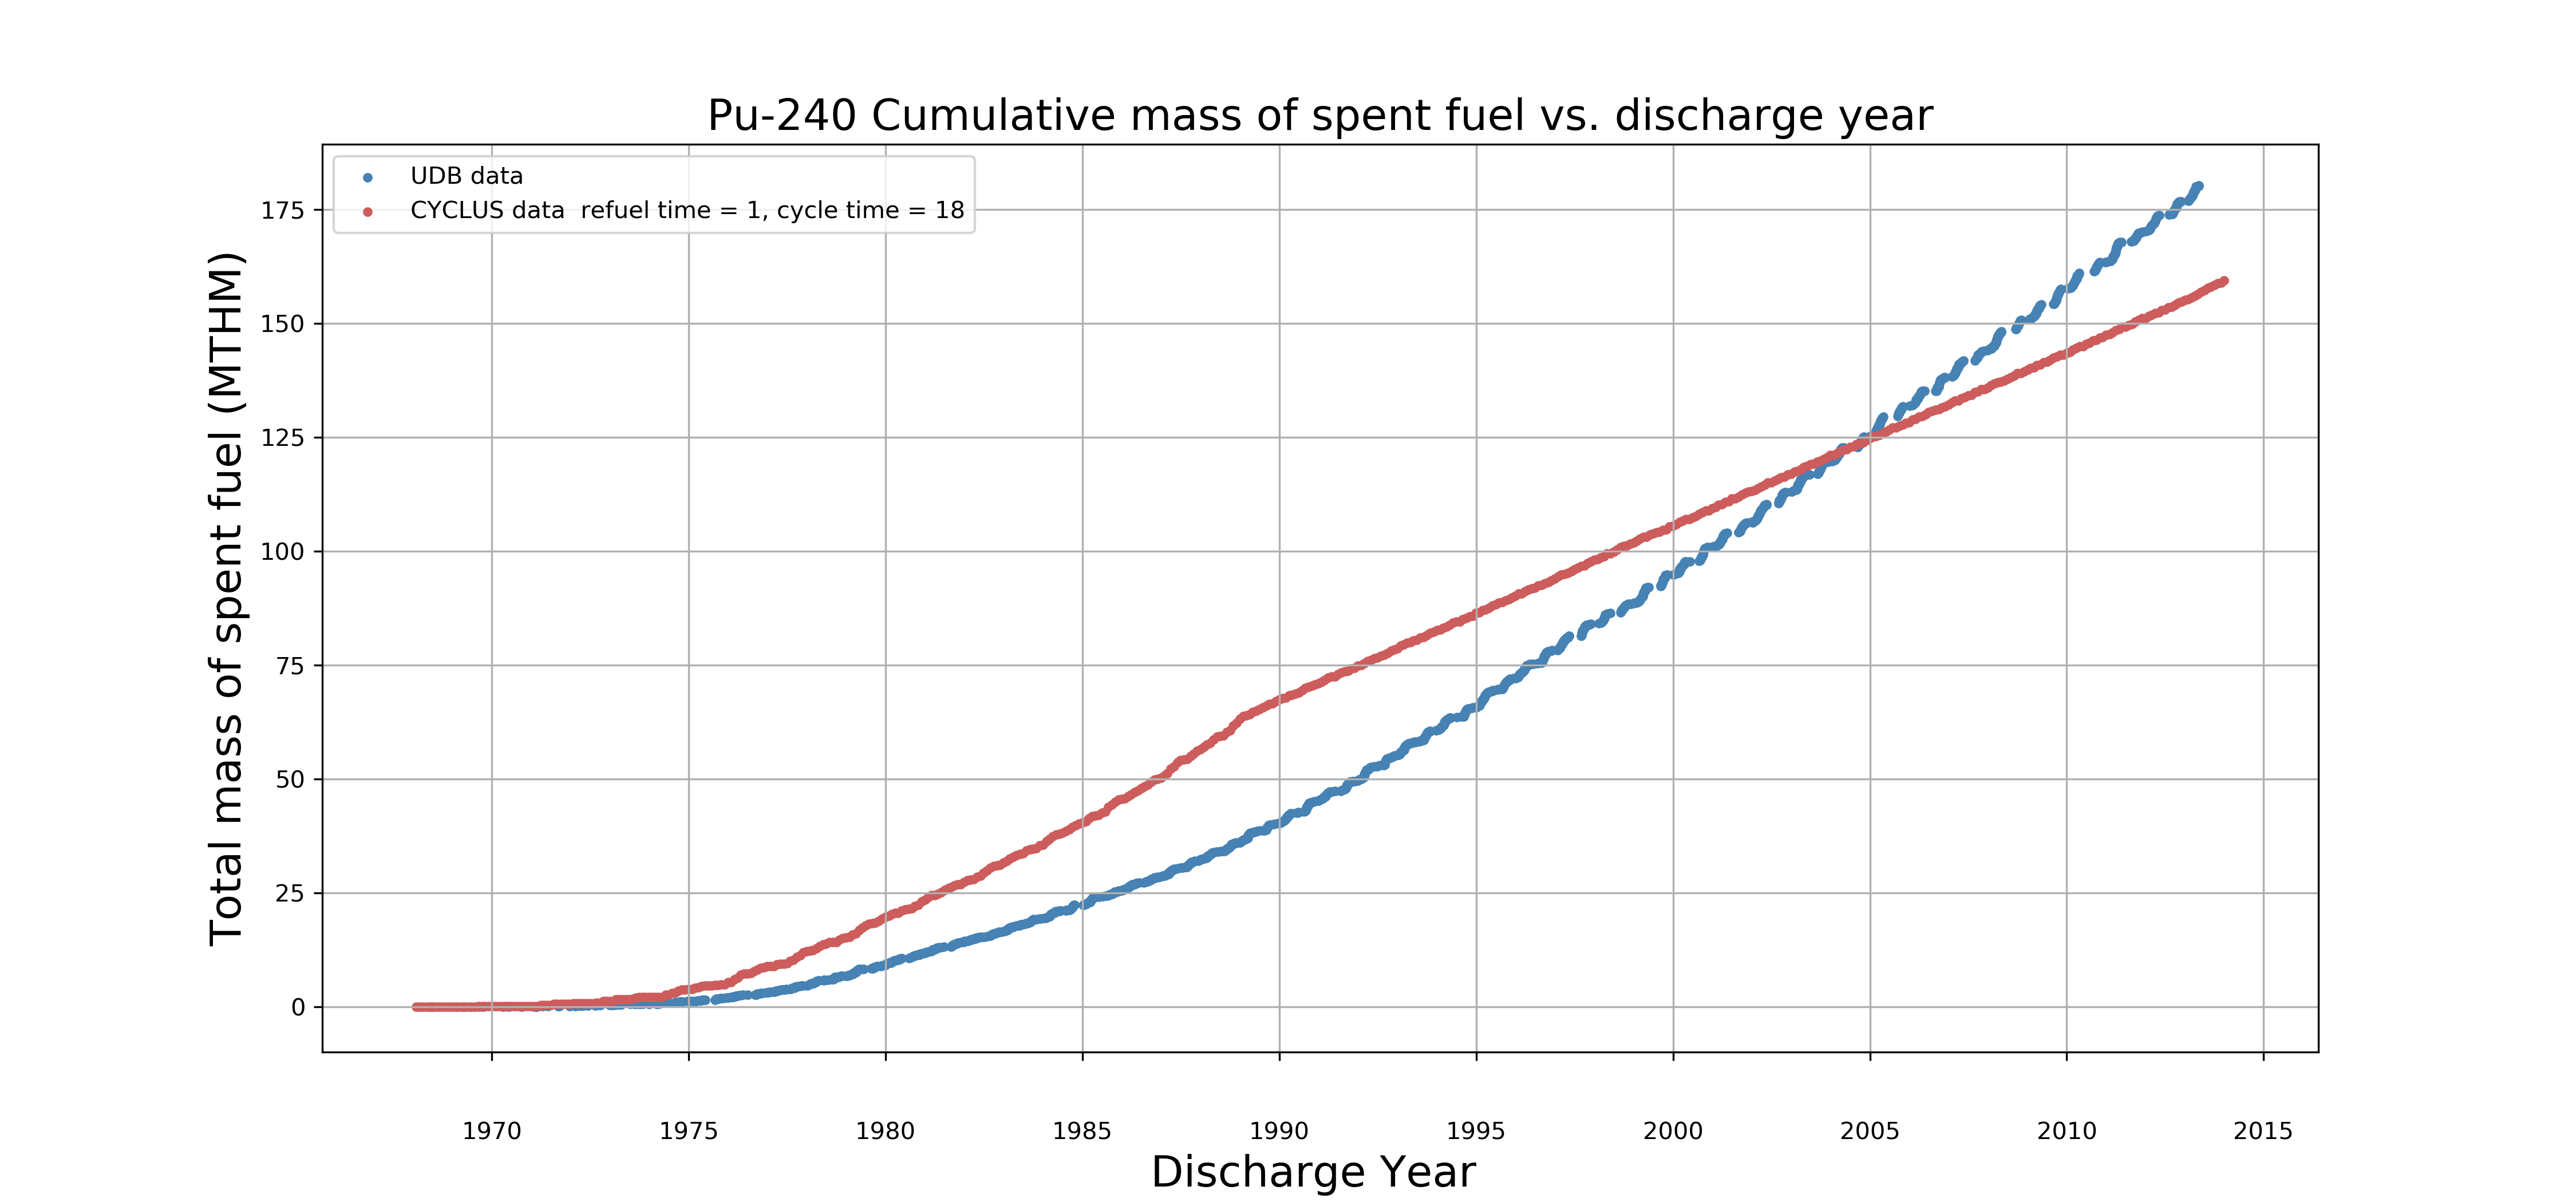 Pu-240 Cumulative mass of spent fuel vs. discharge year
UDB data
CYCLUS data  refuel time = 1, cycle time = 18
Total mass of spent fuel (MTHM)
175
150
125
100
75
50
25
0
1970 1975 1980 1985 1990 1995 2000 2005 2010 2015
Discharge Year